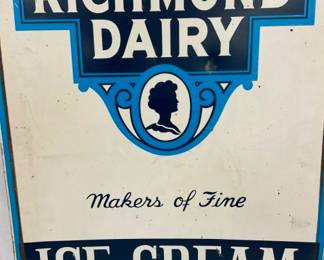 RICHMOND
DAIRY
Makers of Fine
ICE CREAM